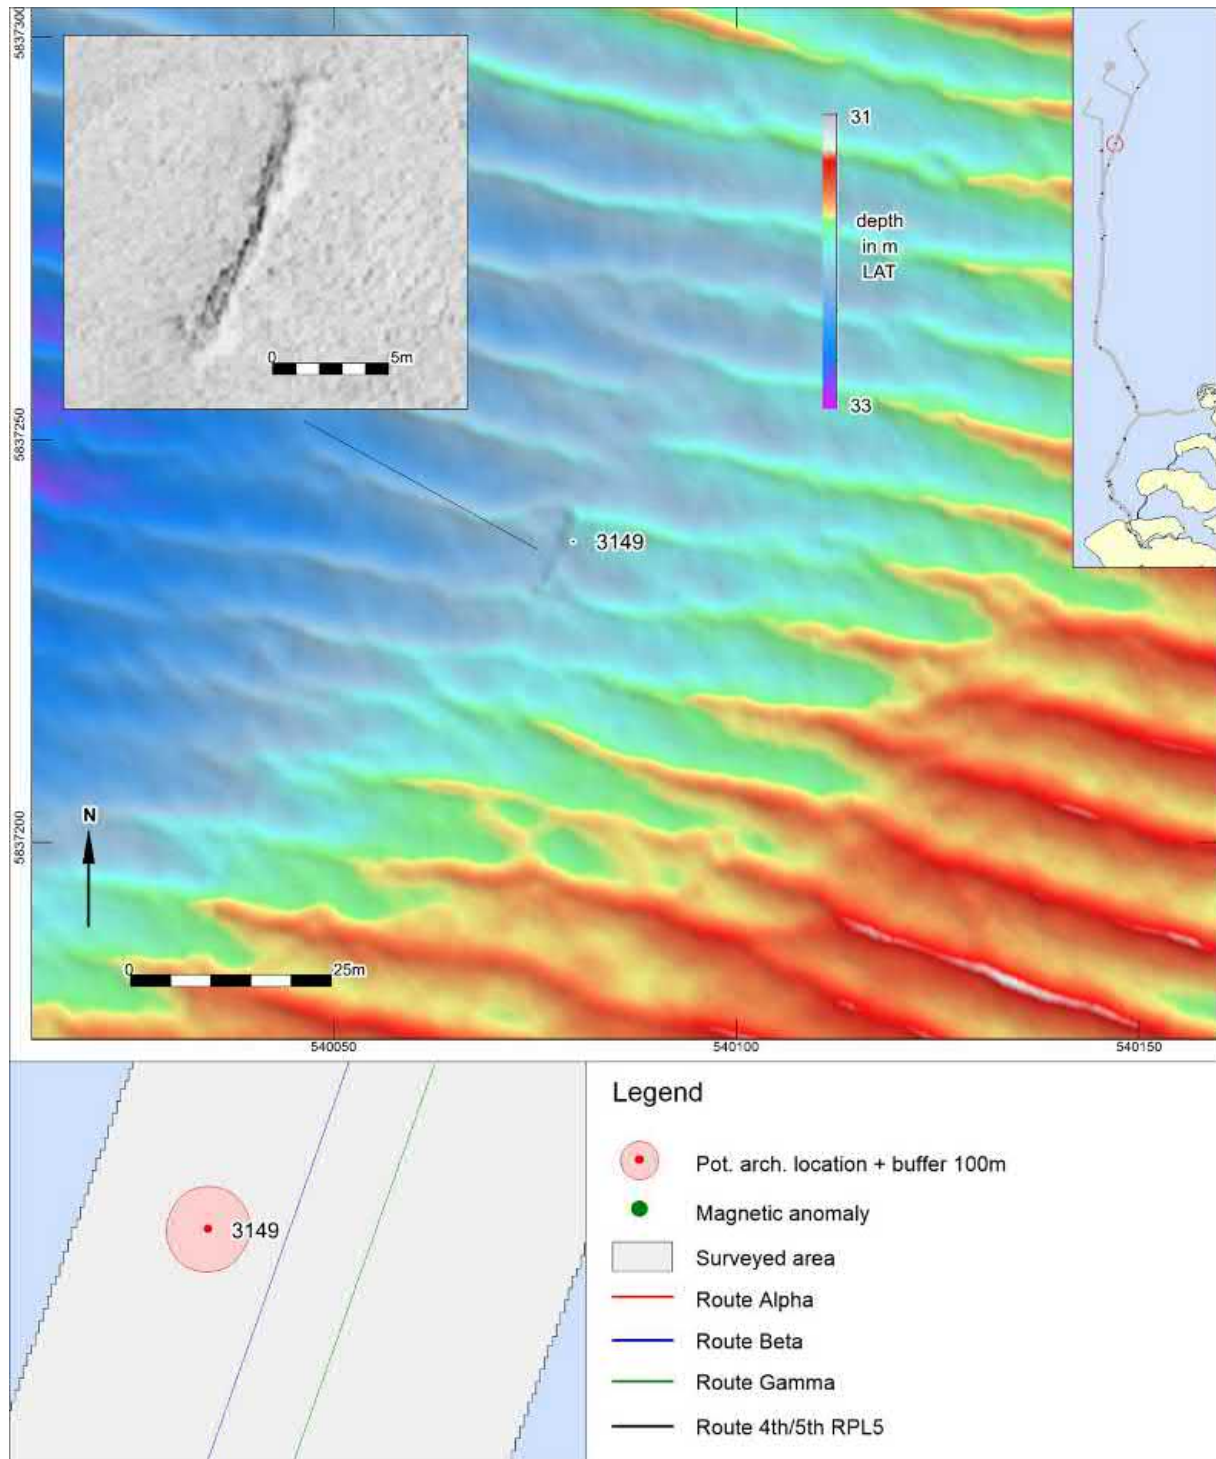 5837300
31
depth
in m
LAT
0
5m
33
5837250
3149
5837200
N
0
25m
540050
540100
540150
Legend
Pot. arch. location + buffer 100m
3149
Magnetic anomaly
Surveyed area
Route Alpha
Route Beta
Route Gamma
Route 4th/5th RPL5